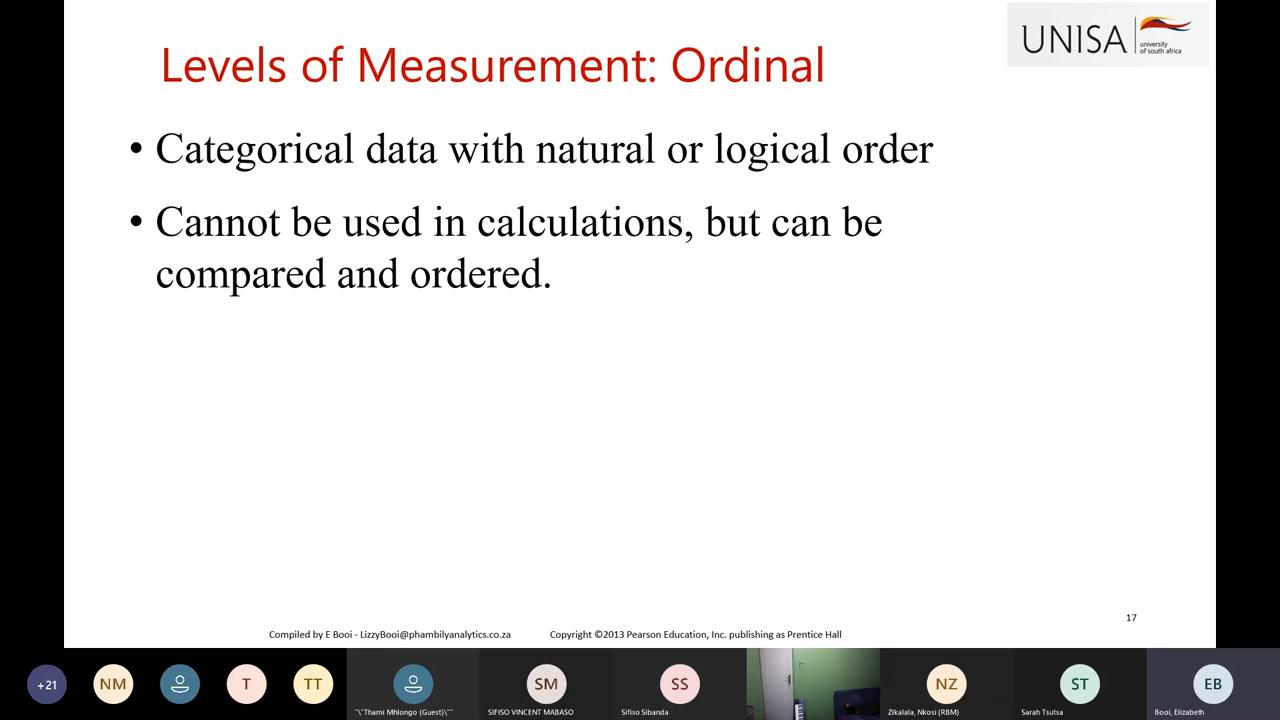 UNISA
university
of south africa
Levels of Measurement: Ordinal
• Categorical data with natural or logical order
• Cannot be used in calculations, but can be
compared and ordered.
17
Compiled by E Booi - LizzyBooi@phambilyanalytics.co.za
Copyright ©2013 Pearson Education, Inc. publishing as Prentice Hall
+21
NM
T
TT
SM
SS
NZ
ST
EB
"\"Thami Mhlongo (Guest)\""
SIFISO VINCENT MABASO
Sifiso Sibanda
Zikalala, Nkosi (RBM)
Sarah Tsutsa
Booi, Elizabeth